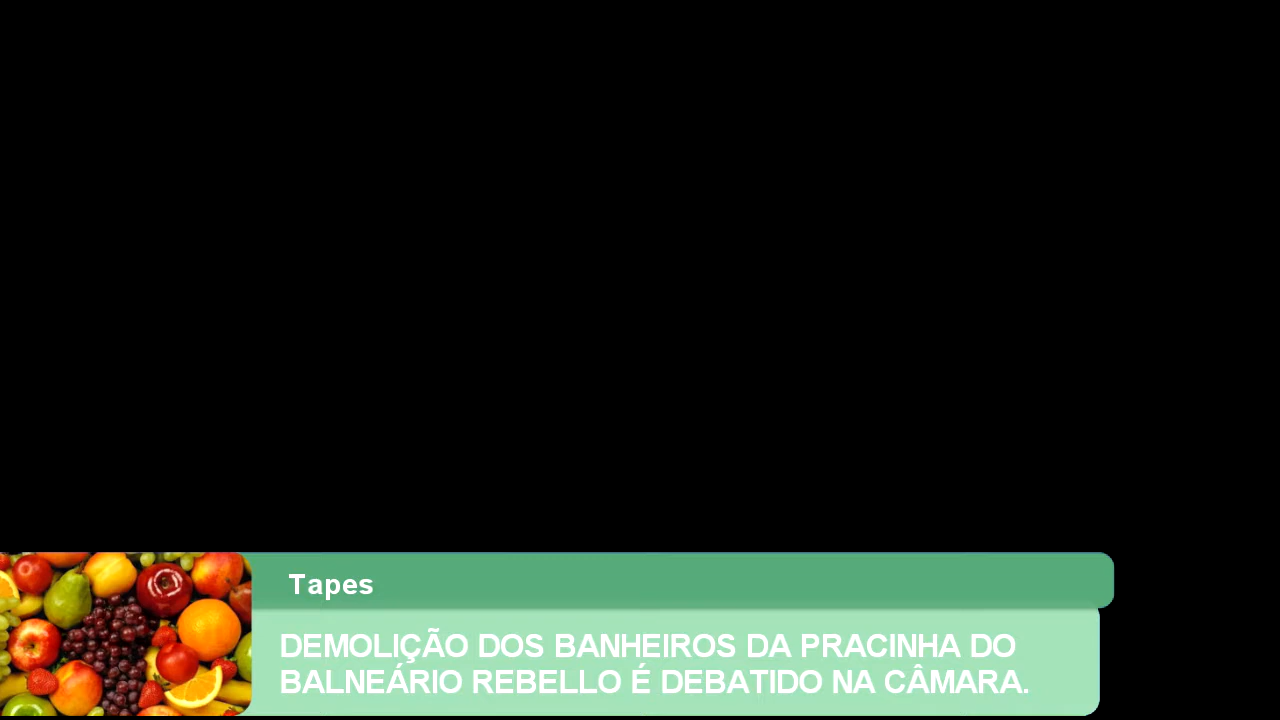 Tapes
DEMOLIÇÃO DOS BANHEIROS DA PRACINHA DO
BALNEÁRIO REBELLO É DEBATIDO NA CÂMARA.